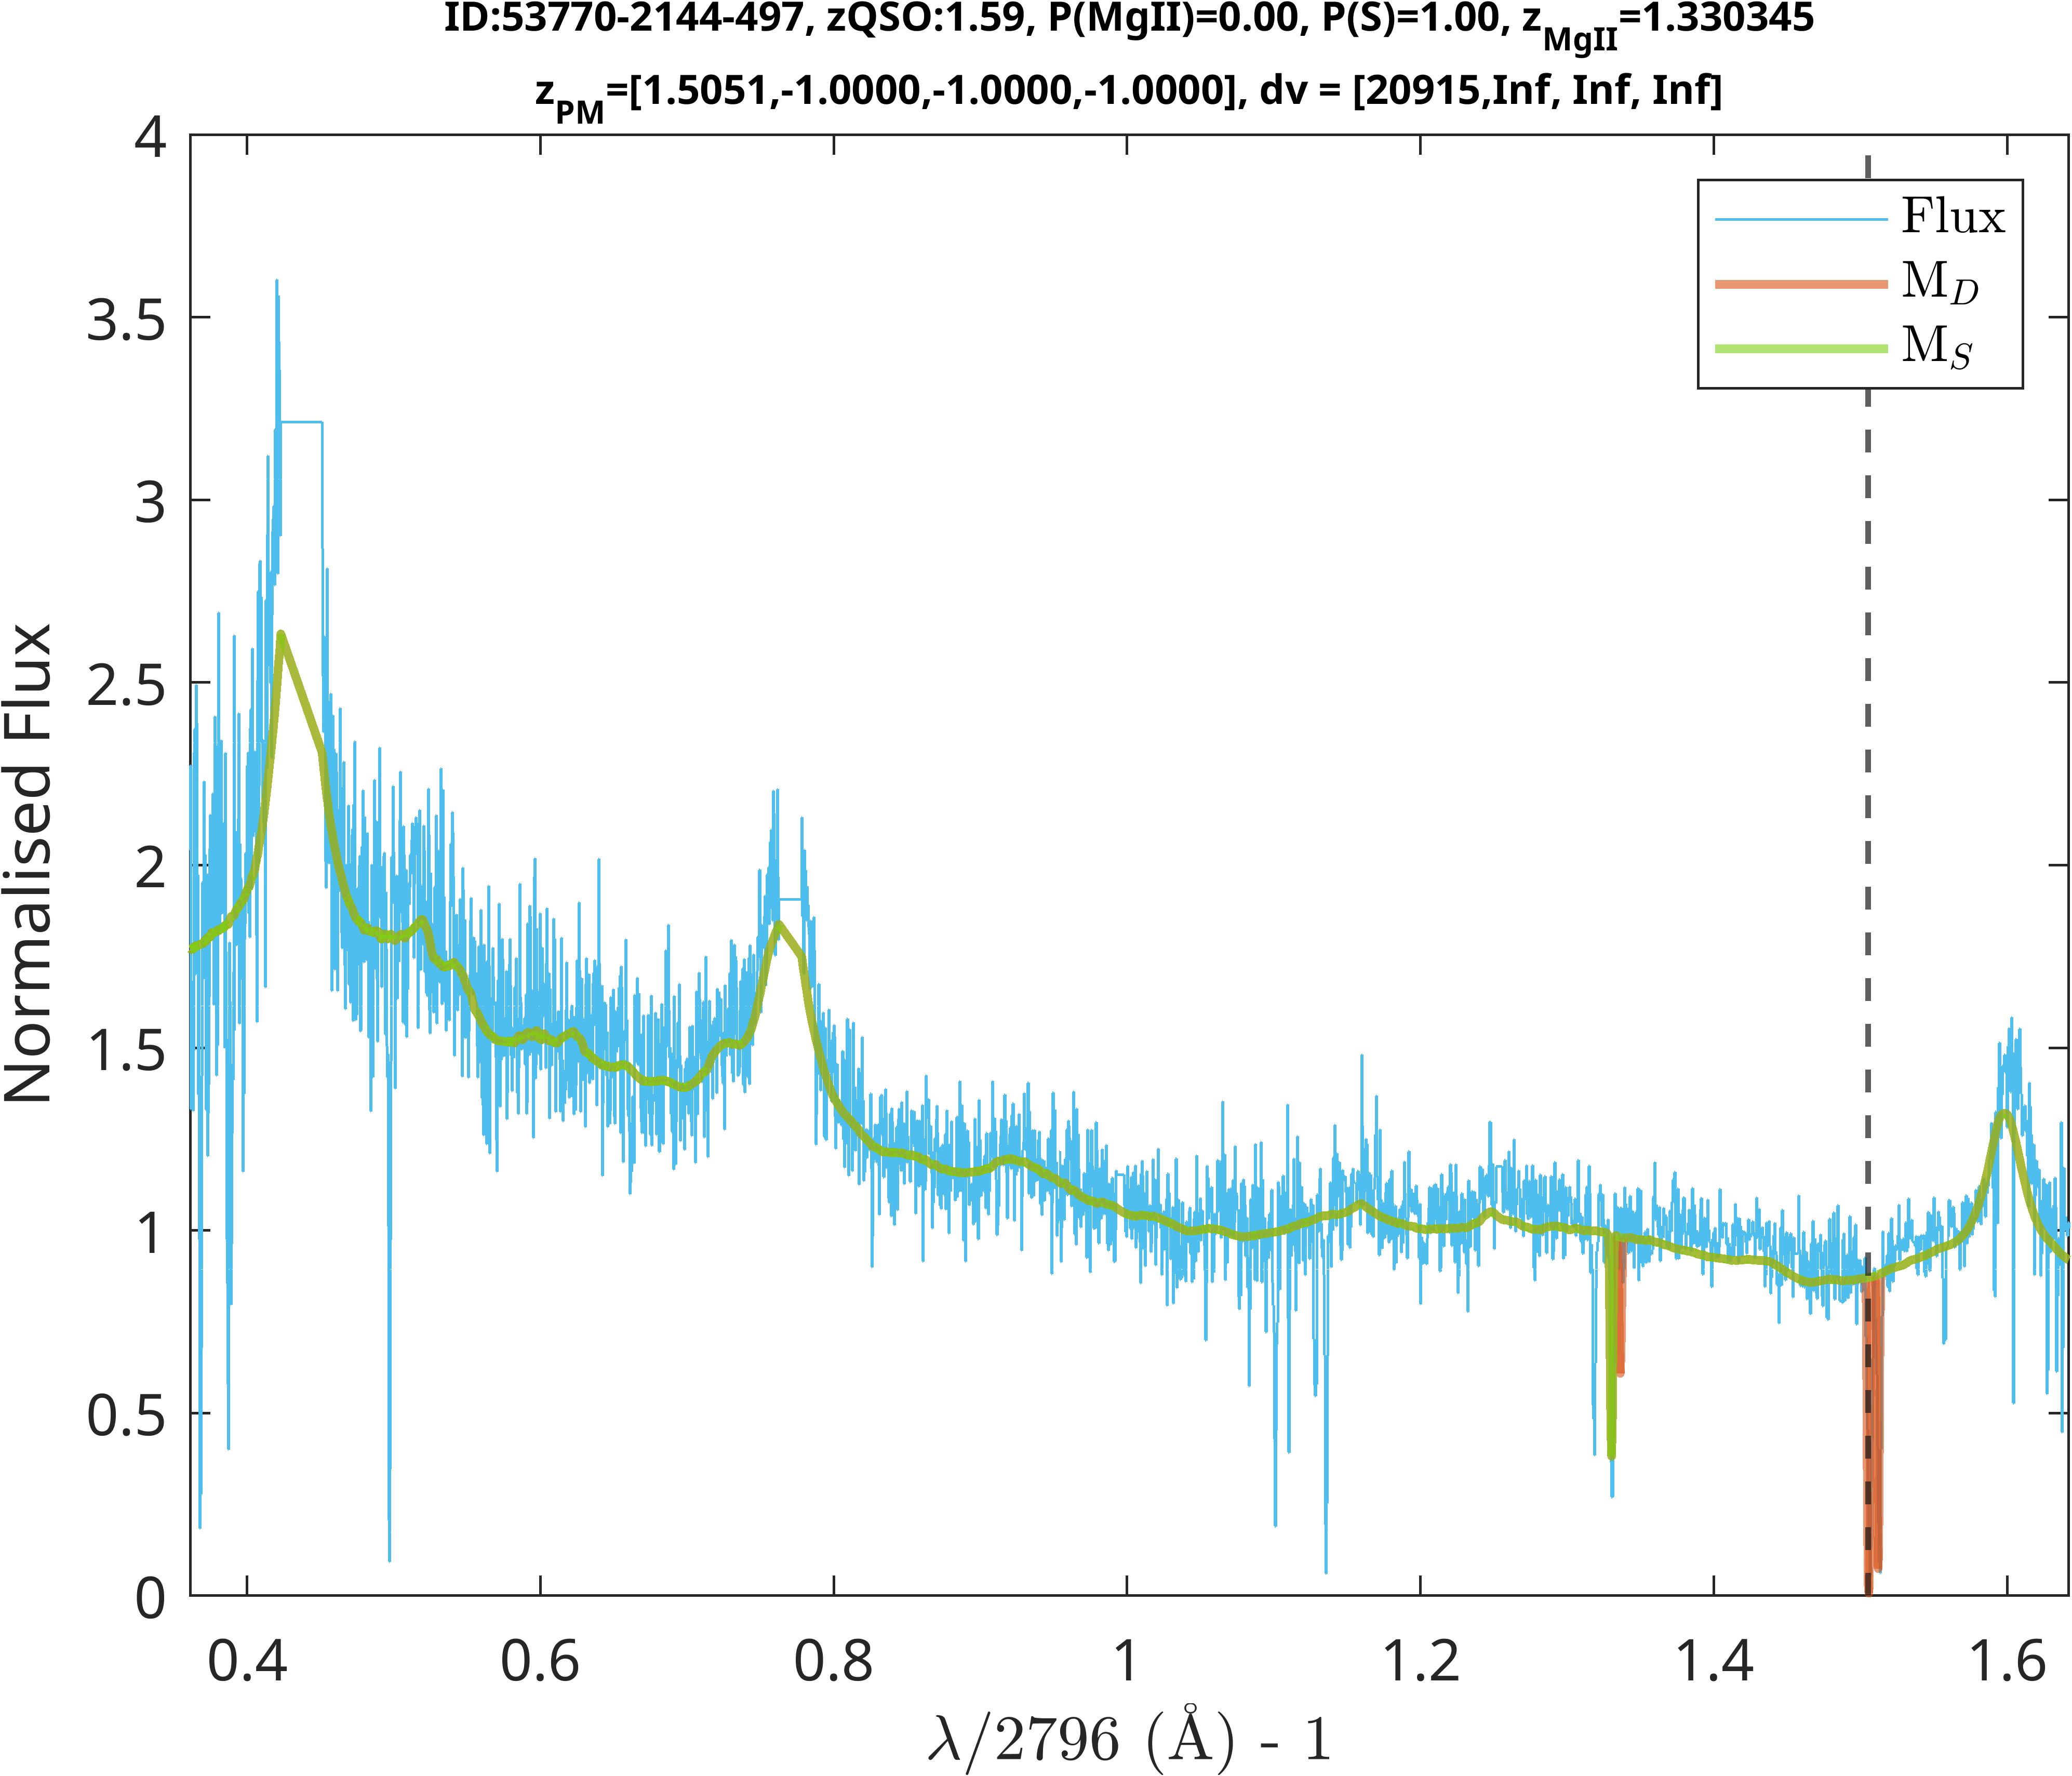 ID:53770-2144-497, zQSO:1.59, P(MgII)=0.00, P(S)=1.00, zMgII=1.330345
zPM=[1.5051,-1.0000,-1.0000,-1.0000], dv = [20915,Inf, Inf, Inf]
4
3.5
3
2.5
2
1.5
1
0.5
0
Normalised Flux
Flux
MD
MS
0.4
0.6
0.8
1
1.2
1.4
1.6
λ/2796 (Å) - 1